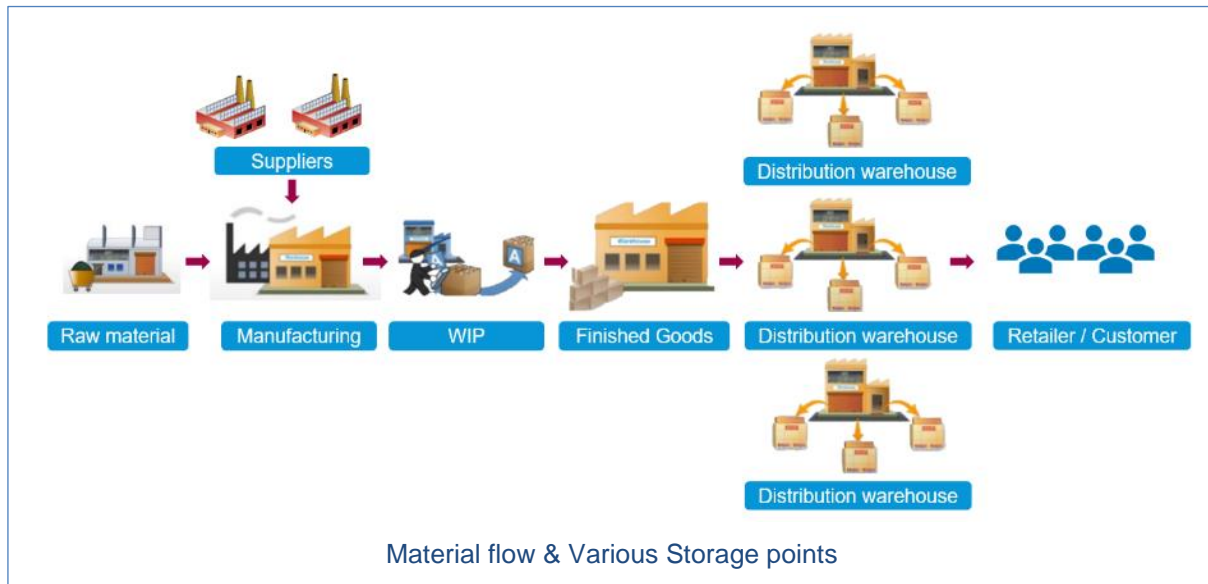 Suppliers
Distribution warehouse
Raw material
Manufacturing
WIP
Finished Goods
Distribution warehouse
Retailer / Customer
Distribution warehouse
Material flow & Various Storage points